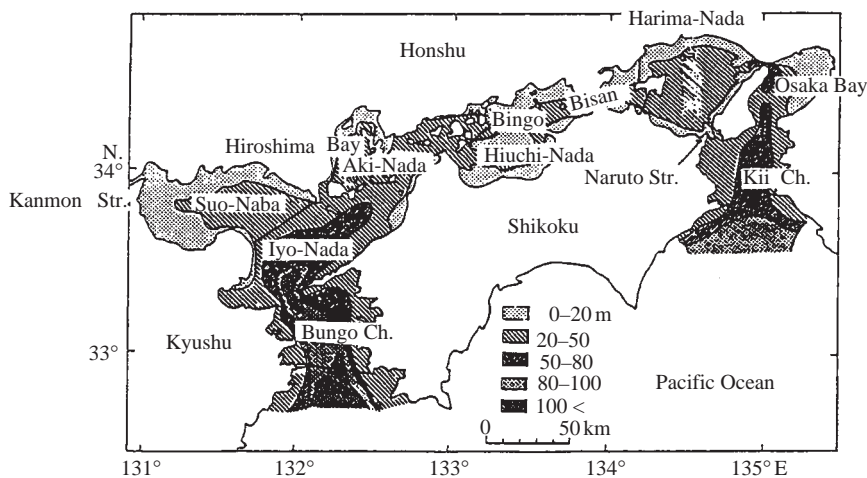 Harima-Nada
Honshu
Osaka Bay
Bisan
Bingo
Hiroshima Bay
N.
34°
Aki-Nada
Hiuchi-Nada
Naruto Str.
Kii Ch.
Kanmon Str.
Suo-Naba
Shikoku
Iyo-Nada
Kyushu
Bungo Ch.
33°
0–20 m
20–50
50–80
80–100
100 <
Pacific Ocean
0 50 km
131° 132° 133° 134° 135° E